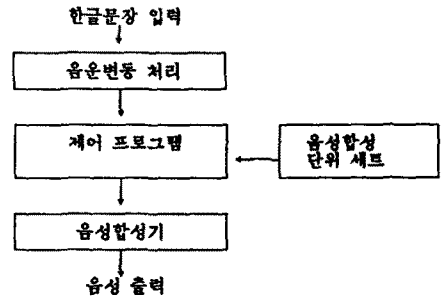 한글문장 입력
음운변동 처리
제어 프로그램
음성합성
단위 세트
음성합성기
음성 출력